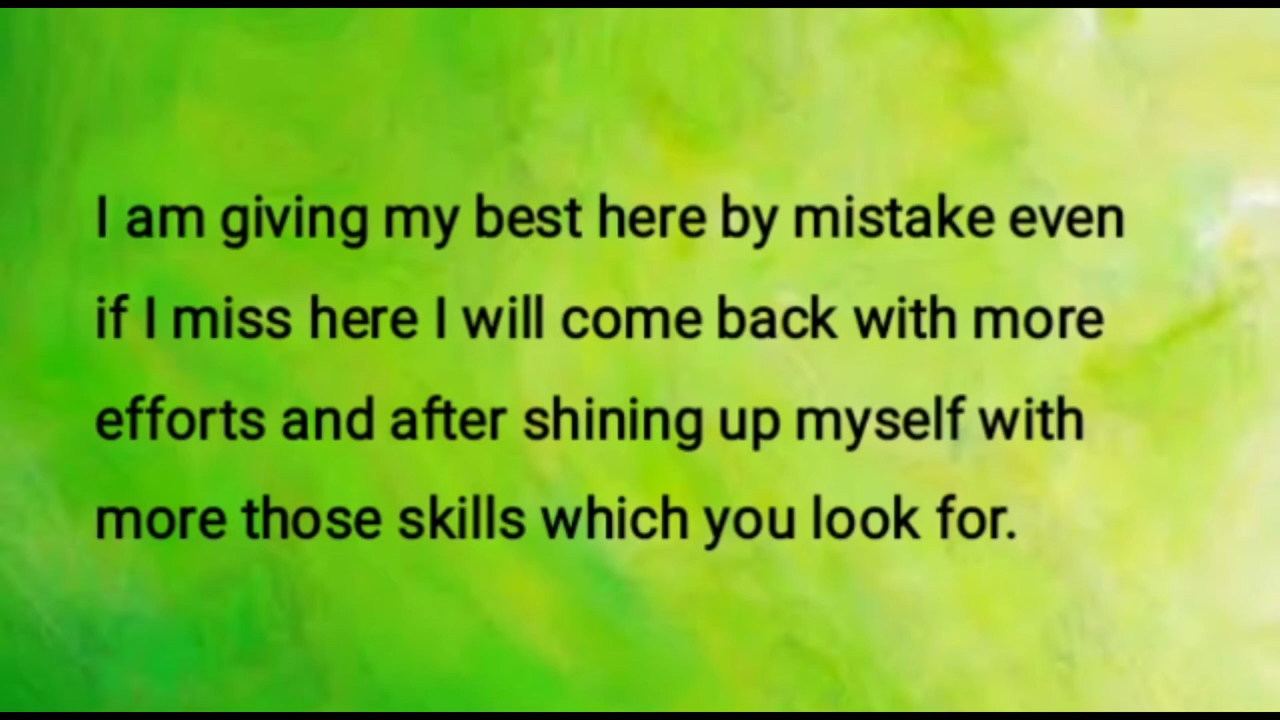 I am giving my best here by mistake even
if I miss here I will come back with more
efforts and after shining up myself with
more those skills which you look for.